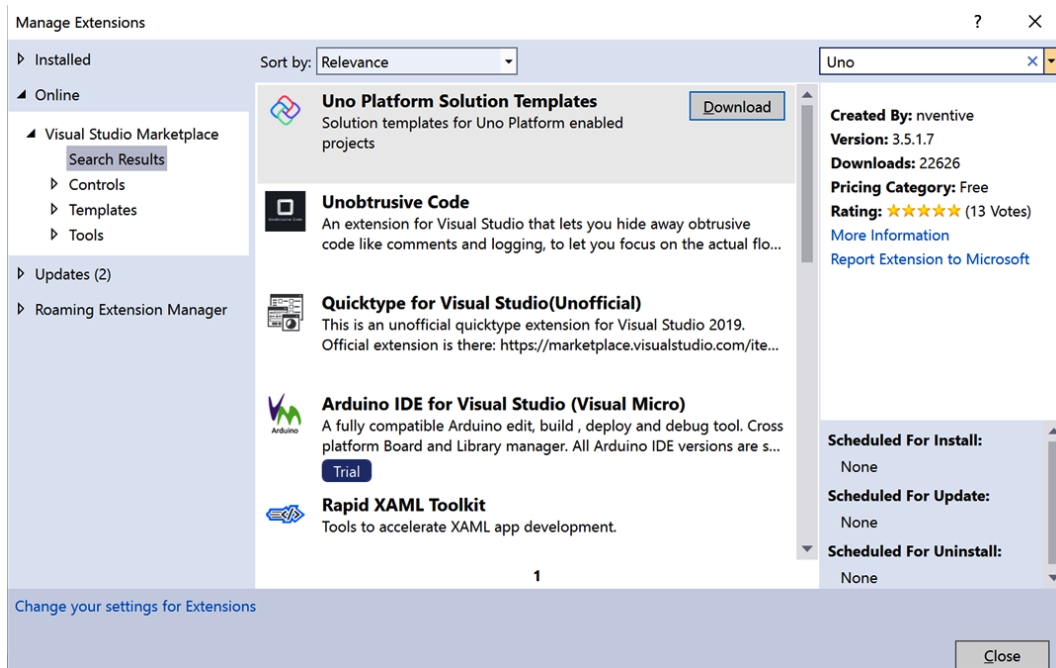 Manage Extensions
Installed
Online
Visual Studio Marketplace
Search Results
Controls
Templates
Tools
Updates (2)
Roaming Extension Manager
Sort by: Relevance
Uno Platform Solution Templates
Download
Solution templates for Uno Platform enabled
projects
Unobtrusive Code
An extension for Visual Studio that lets you hide away obtrusive
code like comments and logging, to let you focus on the actual flo...
Quicktype for Visual Studio(Unofficial)
This is an unofficial quicktype extension for Visual Studio 2019.
Official extension is there: https://marketplace.visualstudio.com/ite...
Arduino
Arduino IDE for Visual Studio (Visual Micro)
A fully compatible Arduino edit, build , deploy and debug tool. Cross
platform Board and Library manager. All Arduino IDE versions are s...
Trial
Rapid XAML Toolkit
Tools to accelerate XAML app development.
1
Uno
Created By: nventive
Version: 3.5.1.7
Downloads: 22626
Pricing Category: Free
Rating: (13 Votes)
More Information
Report Extension to Microsoft
Scheduled For Install:
None
Scheduled For Update:
None
Scheduled For Uninstall:
None
Change your settings for Extensions
Close